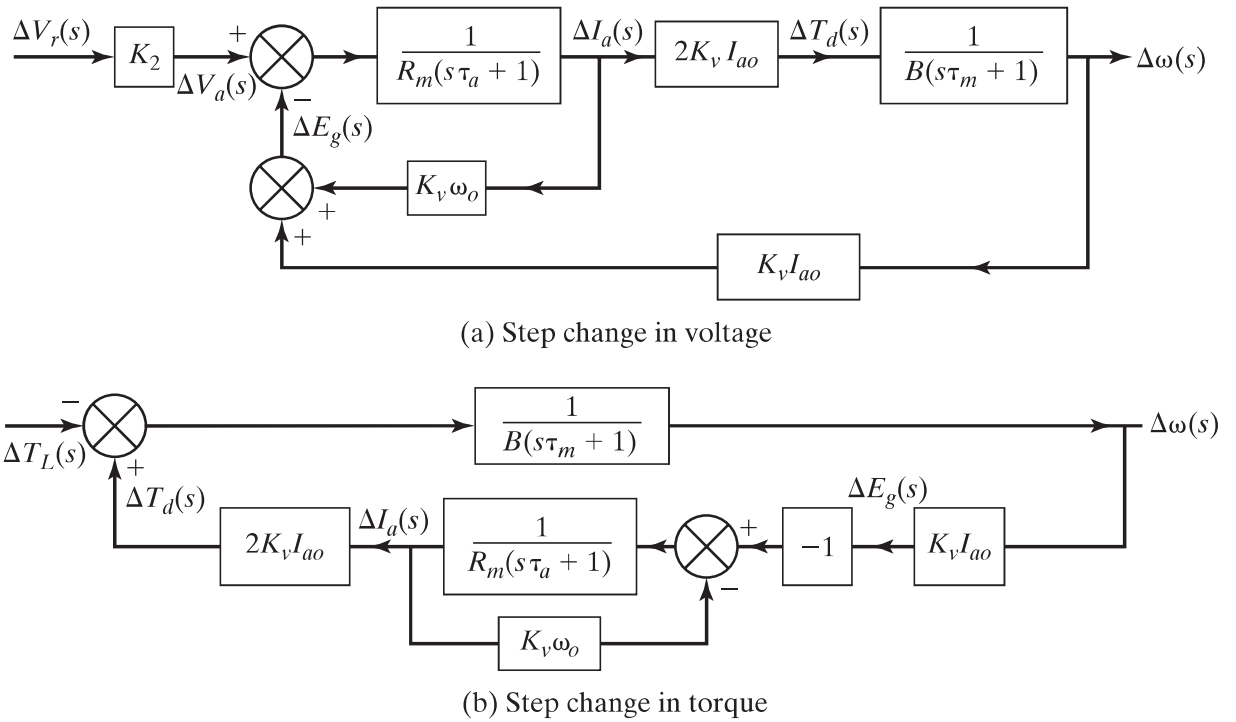 ΔV_r(s)
K_2
+
ΔV_a(s)
−
1 / R_m(sτ_a + 1)
ΔI_a(s)
2K_v I_ao
ΔT_d(s)
1 / B(sτ_m + 1)
Δω(s)
ΔE_g(s)
K_v ω_o
+
+
K_v I_ao
(a) Step change in voltage
−
ΔT_L(s)
+
1 / B(sτ_m + 1)
Δω(s)
ΔT_d(s)
2K_v I_ao
ΔI_a(s)
1 / R_m(sτ_a + 1)
+
−
−1
ΔE_g(s)
K_v I_ao
K_v ω_o
(b) Step change in torque